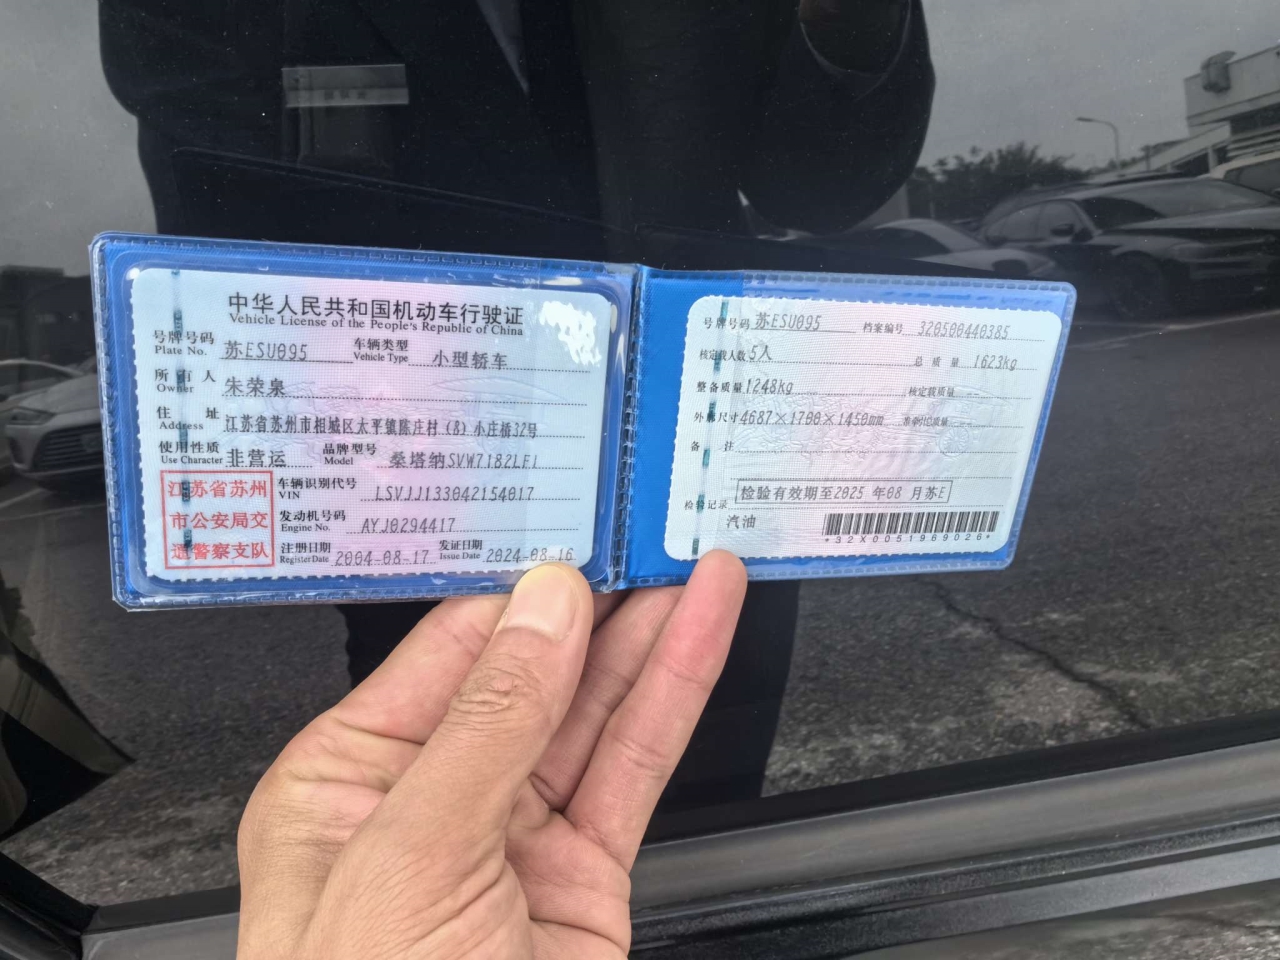 中华人民共和国机动车行驶证
Vehicle License of the People's Republic of China
号牌号码 苏ESU095 车辆类型 小型轿车
Plate No. Vehicle Type
所有人 朱荣泉
Owner
住址 江苏省苏州市相城区太平镇陈庄村(8)小庄桥32号
Address
使用性质 非营运 品牌型号 桑塔纳SVW7182LFI
Use Character Model
江苏省苏州
市公安局交
通警察支队
车辆识别代号 LSVJJ133042154017
VIN
发动机号码 AYJ0294417
Engine No.
注册日期 2004-08-17 发证日期 2024-08-16
Register Date Issue Date
号牌号码 苏ESU095 档案编号 320500440385
核定载人数 5人 总质量 1623kg
整备质量 1248kg 核定载质量 --
外廓尺寸 4687×1700×1450mm 准牵引总质量 --
备注
检验记录 检验有效期至2025年08月苏E
汽油
*32X0051969026*